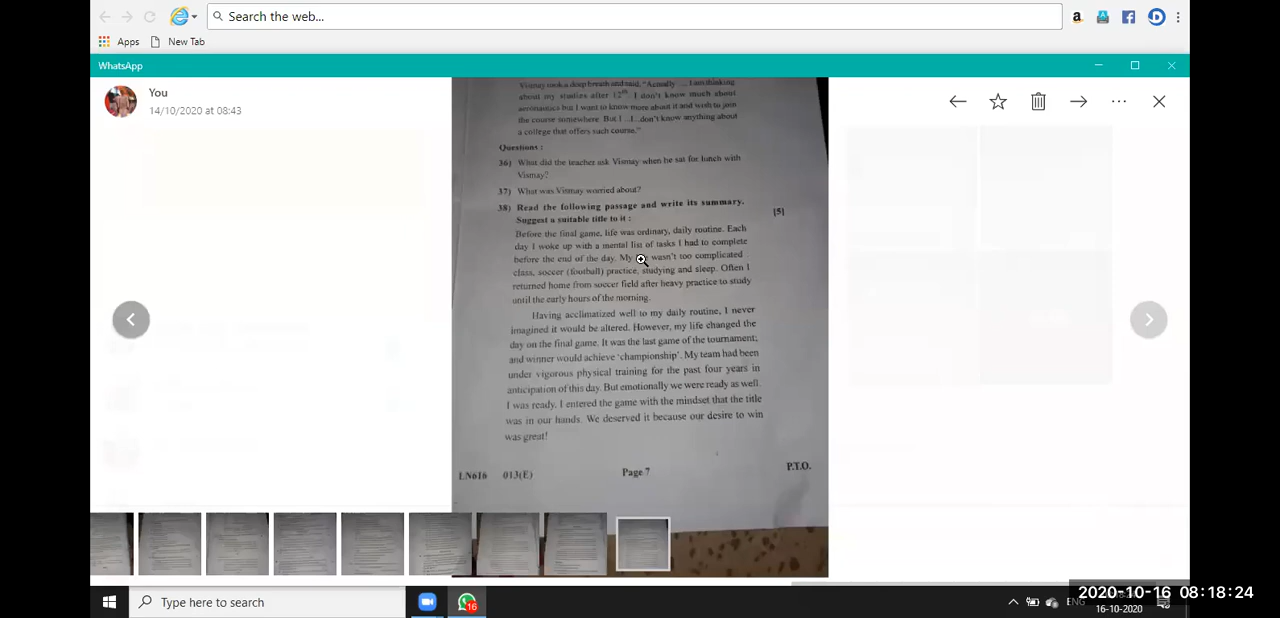 Search the web...
Apps
New Tab
WhatsApp
You
14/10/2020 at 08:43
Vismay took a deep breath and said, "Actually ... I am thinking
about my studies after 12th. I don't know much about
aeronautics but I want to know more about it and wish to join
the course somewhere. But I ...I...don't know anything about
a college that offers such course."
Questions :
36) What did the teacher ask Vismay when he sat for lunch with
Vismay?
37) What was Vismay worried about?
38) Read the following passage and write its summary.
Suggest a suitable title to it :
[5]
Before the final game, life was ordinary, daily routine. Each
day I woke up with a mental list of tasks I had to complete
before the end of the day. My wasn't too complicated
class, soccer (football) practice, studying and sleep. Often I
returned home from soccer field after heavy practice to study
until the early hours of the morning.
Having acclimatized well to my daily routine, I never
imagined it would be altered. However, my life changed the
day on the final game. It was the last game of the tournament;
and winner would achieve 'championship'. My team had been
under vigorous physical training for the past four years in
anticipation of this day. But emotionally we were ready as well.
I was ready. I entered the game with the mindset that the title
was in our hands. We deserved it because our desire to win
was great!
LN616 013(E)
Page 7
P.T.O.
Type here to search
16
ENG
2020-10-16 08:18:24
16-10-2020